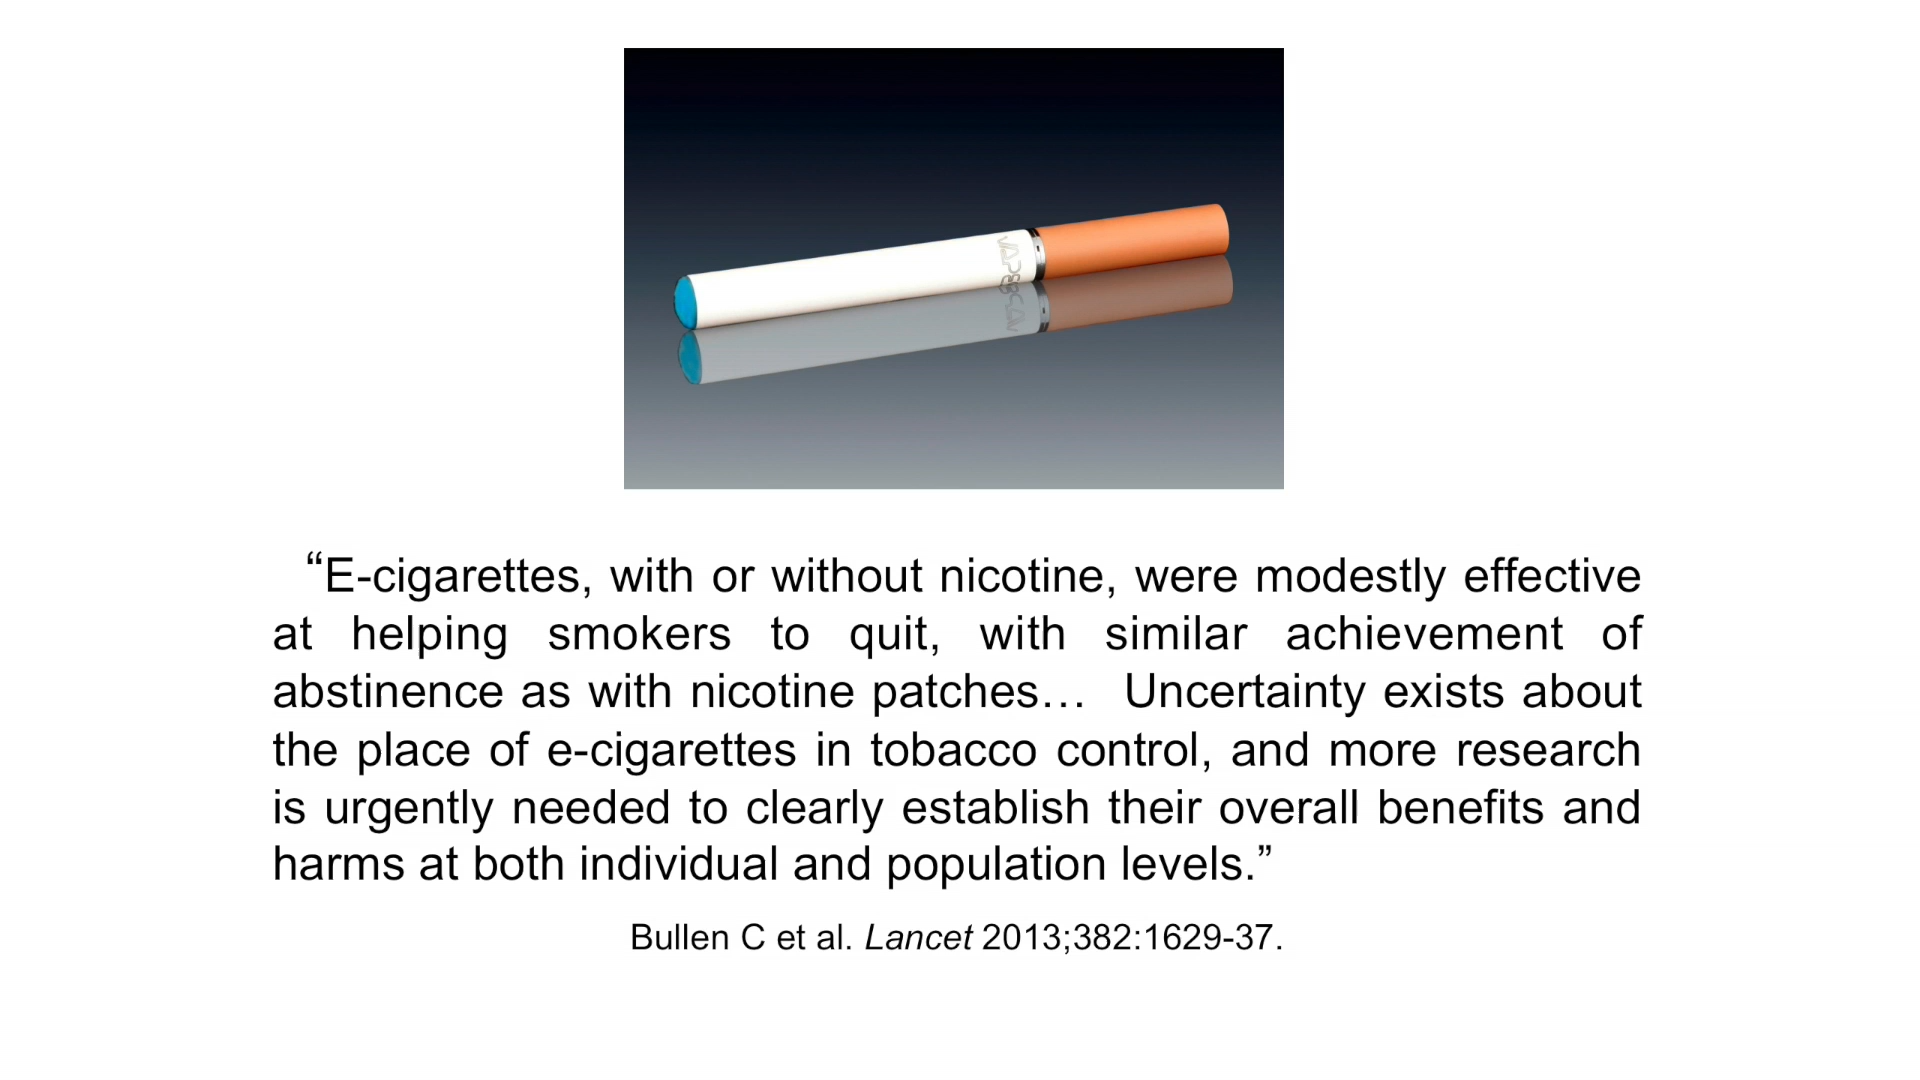 “E-cigarettes, with or without nicotine, were modestly effective
at helping smokers to quit, with similar achievement of
abstinence as with nicotine patches… Uncertainty exists about
the place of e-cigarettes in tobacco control, and more research
is urgently needed to clearly establish their overall benefits and
harms at both individual and population levels.”
Bullen C et al. Lancet 2013;382:1629-37.